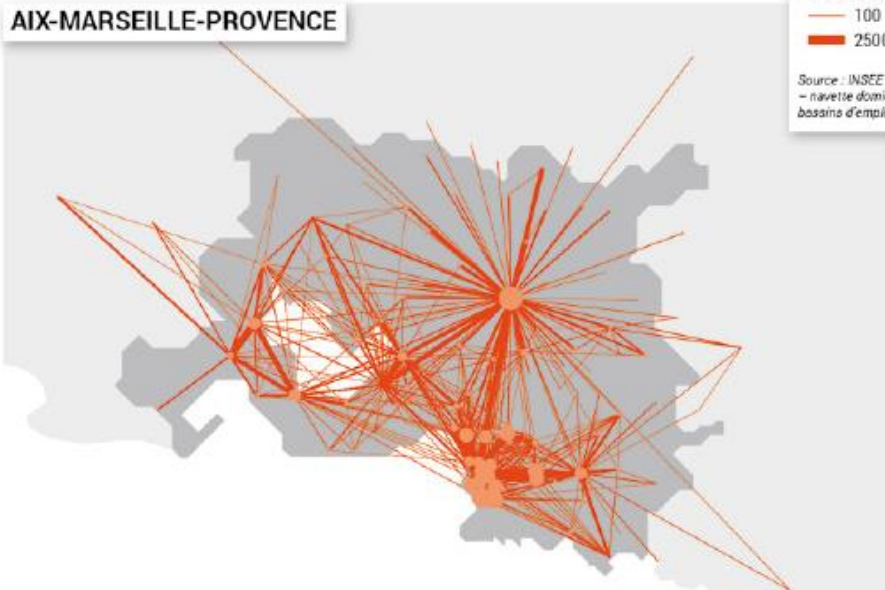 AIX-MARSEILLE-PROVENCE
100
2500
Source : INSEE
– navette domi
bassins d'empl